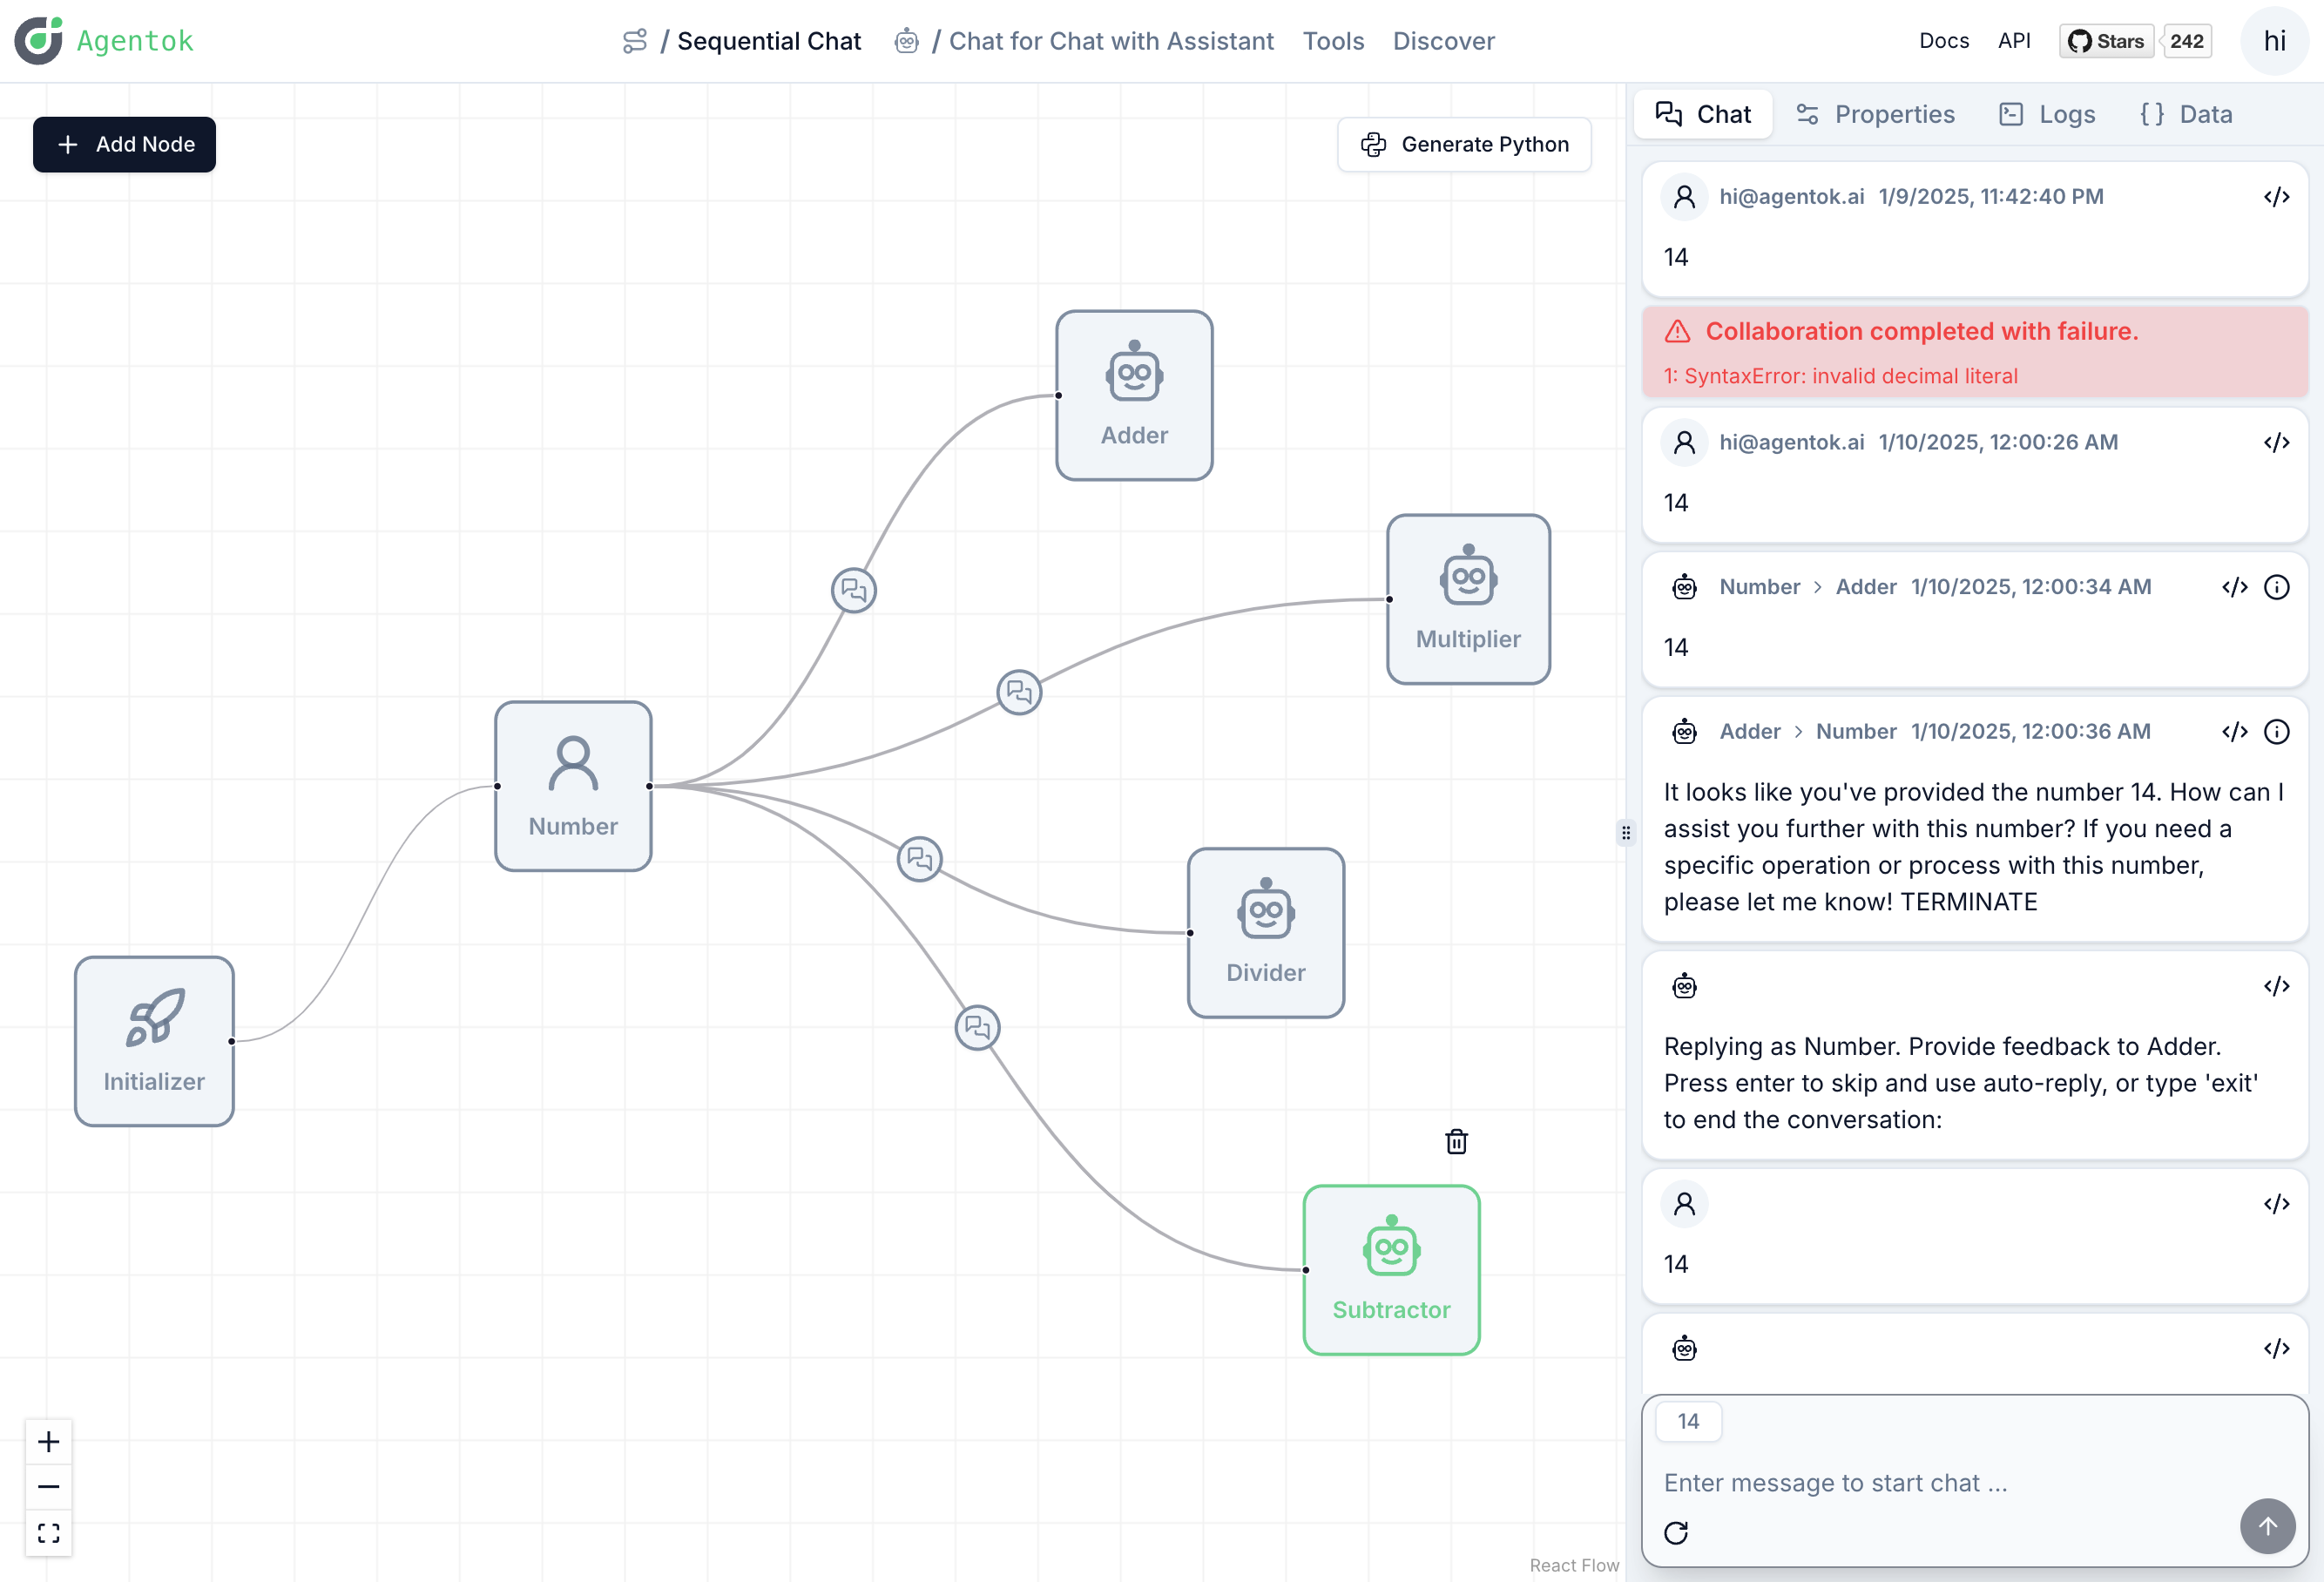 Agentok
/ Sequential Chat
/ Chat for Chat with Assistant
Tools
Discover
Docs
API
Stars
242
hi
Add Node
Generate Python
Adder
Multiplier
Number
Divider
Initializer
Subtractor
React Flow
Chat
Properties
Logs
Data
hi@agentok.ai 1/9/2025, 11:42:40 PM
14
Collaboration completed with failure.
1: SyntaxError: invalid decimal literal
hi@agentok.ai 1/10/2025, 12:00:26 AM
14
Number > Adder 1/10/2025, 12:00:34 AM
14
Adder > Number 1/10/2025, 12:00:36 AM
It looks like you've provided the number 14. How can I
assist you further with this number? If you need a
specific operation or process with this number,
please let me know! TERMINATE
Replying as Number. Provide feedback to Adder.
Press enter to skip and use auto-reply, or type 'exit'
to end the conversation:
14
14
Enter message to start chat ...